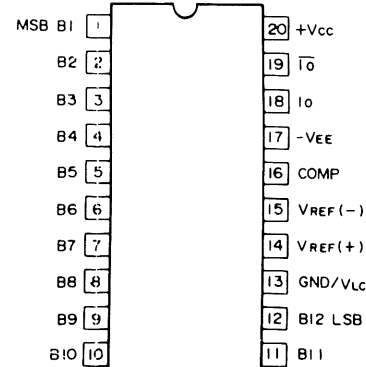 MSB B1 1 20 +VCC
B2 2 19 I̅o̅
B3 3 18 Io
B4 4 17 -VEE
B5 5 16 COMP
B6 6 15 VREF(-)
B7 7 14 VREF(+)
B8 8 13 GND/VLC
B9 9 12 B12 LSB
B10 10 11 B11